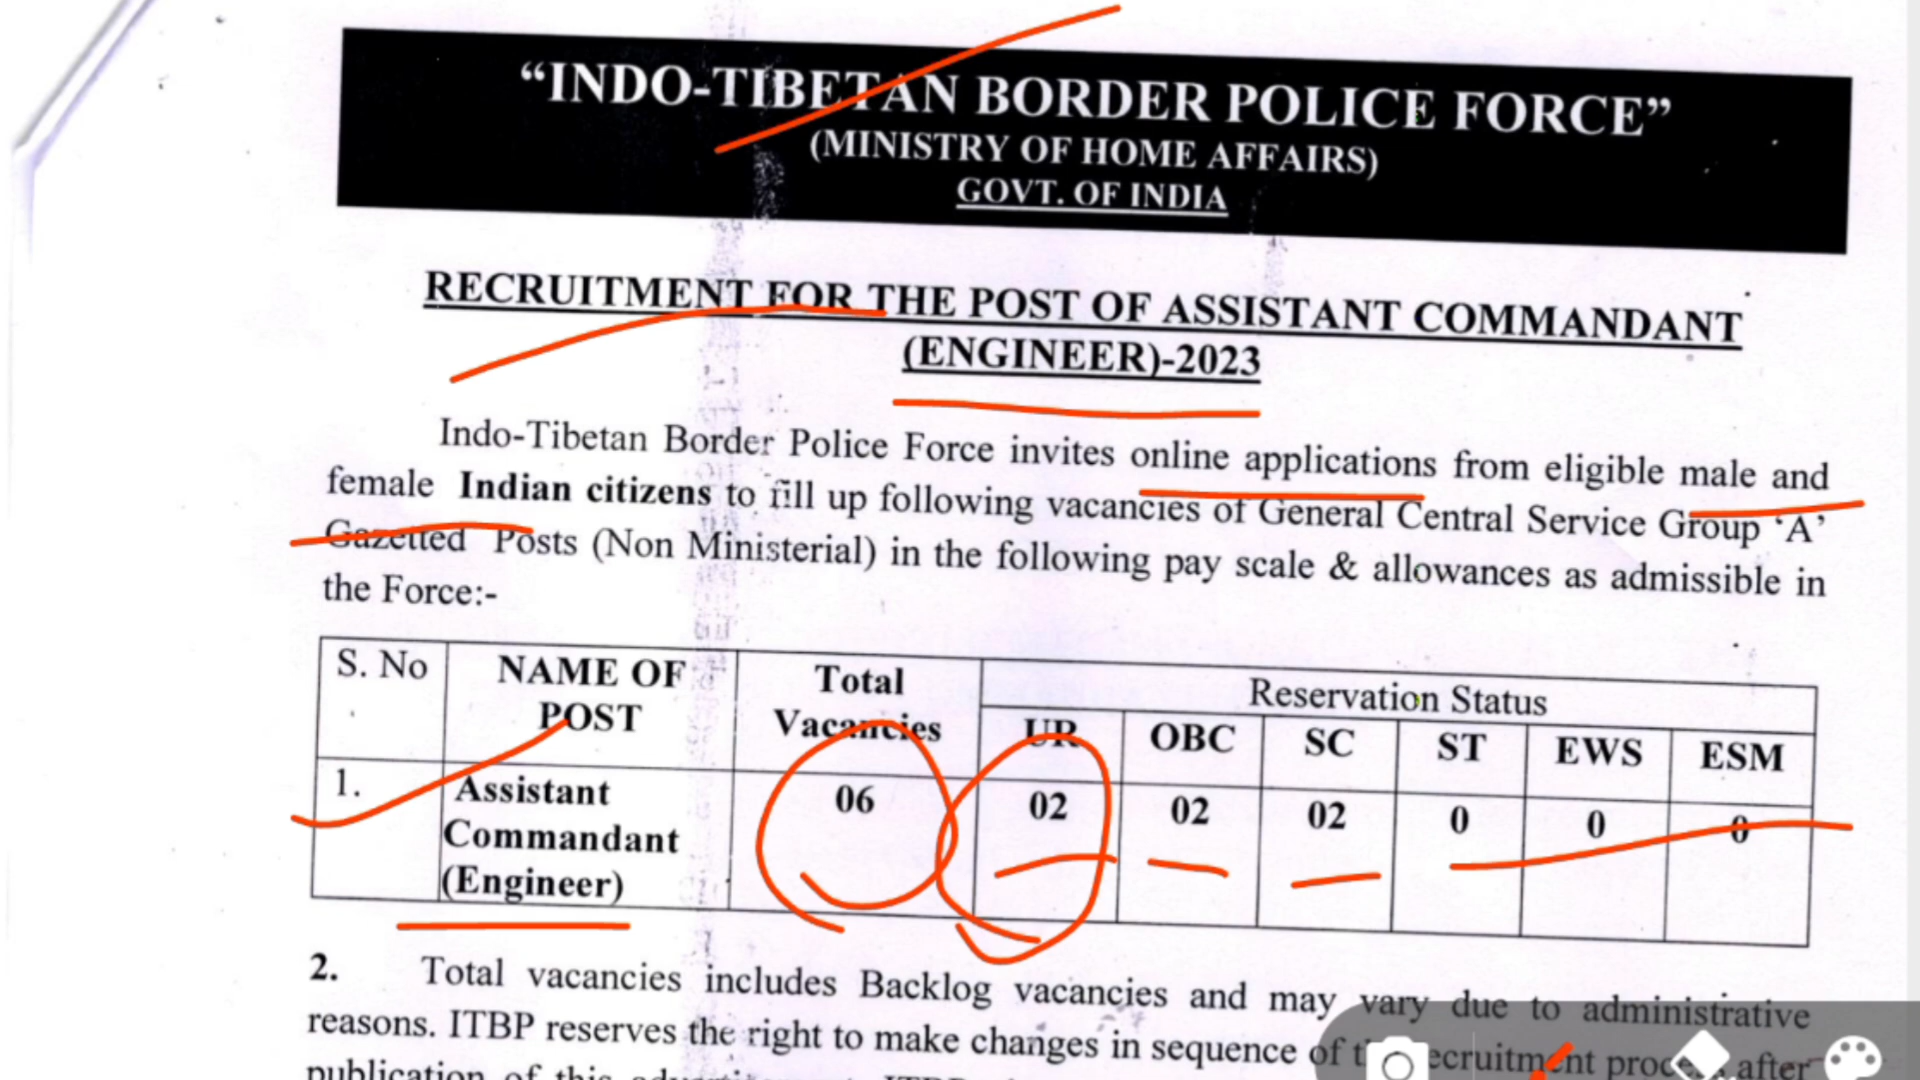 “INDO-TIBETAN BORDER POLICE FORCE”
(MINISTRY OF HOME AFFAIRS)
GOVT. OF INDIA
RECRUITMENT FOR THE POST OF ASSISTANT COMMANDANT
(ENGINEER)-2023
Indo-Tibetan Border Police Force invites online applications from eligible male and
female Indian citizens to fill up following vacancies of General Central Service Group ‘A’
Gazetted Posts (Non Ministerial) in the following pay scale & allowances as admissible in
the Force:-
S. No NAME OF POST Total Vacancies Reservation Status
UR OBC SC ST EWS ESM
1. Assistant Commandant (Engineer) 06 02 02 02 0 0 0
2. Total vacancies includes Backlog vacancies and may vary due to administrative
reasons. ITBP reserves the right to make changes in sequence of after
publication of this